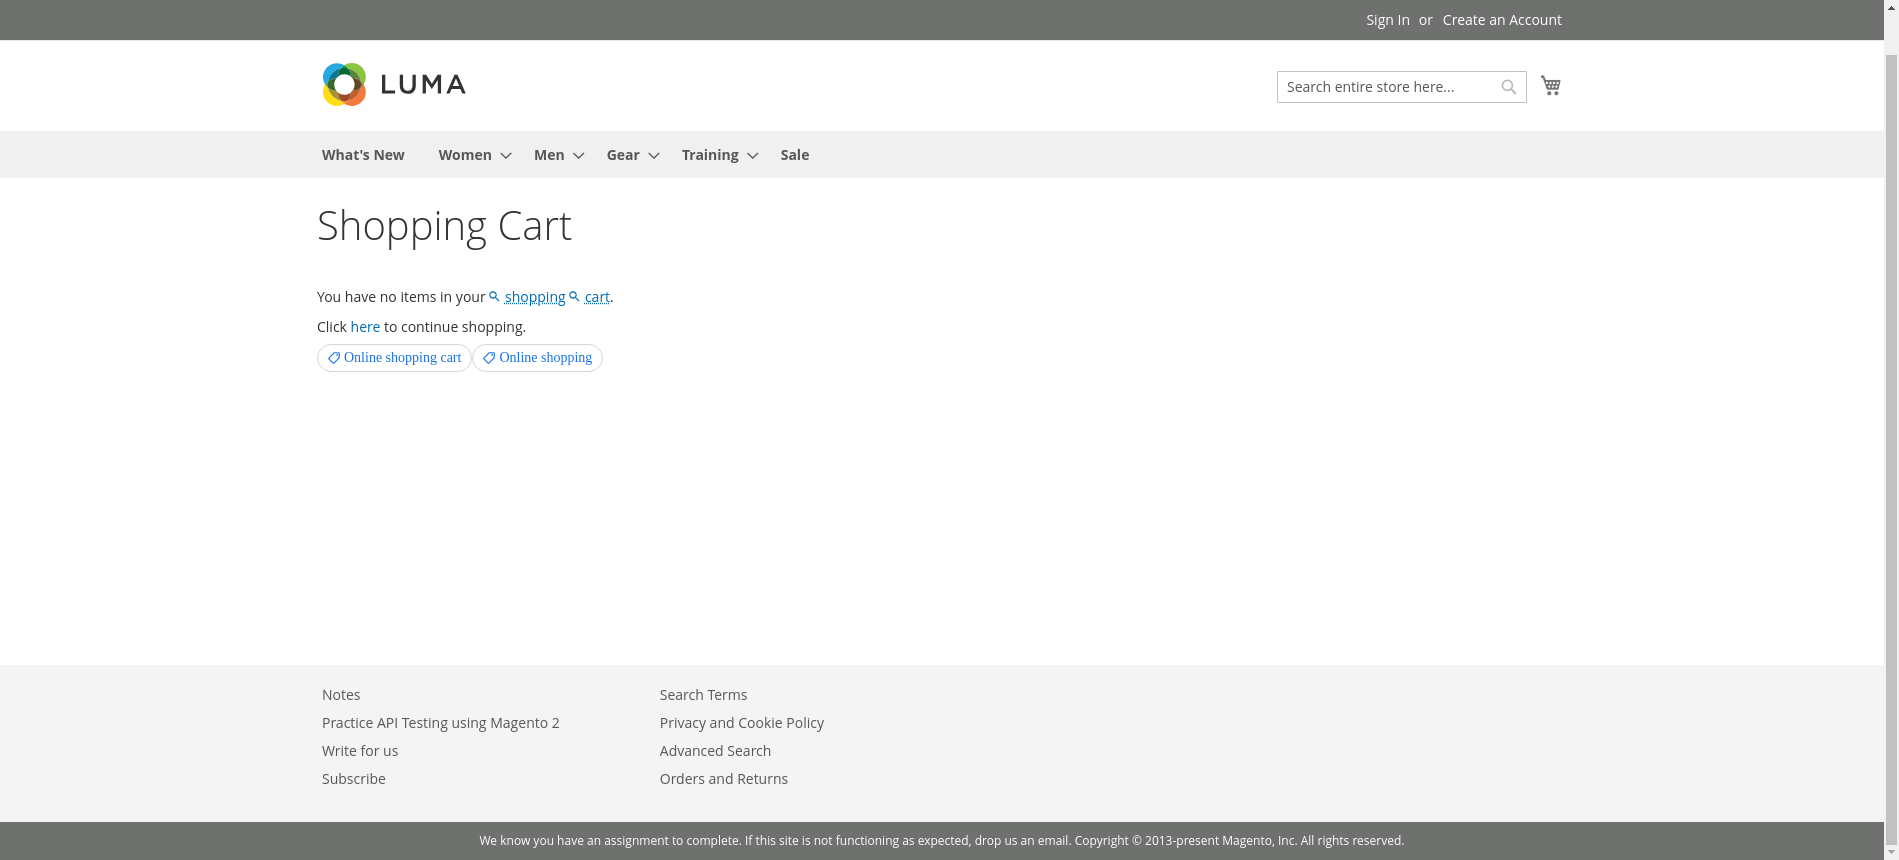 Sign In or Create an Account
LUMA
Search entire store here...
What's New Women Men Gear Training Sale
Shopping Cart
You have no items in your shopping cart.
Click here to continue shopping.
Online shopping cart Online shopping
Notes
Practice API Testing using Magento 2
Write for us
Subscribe
Search Terms
Privacy and Cookie Policy
Advanced Search
Orders and Returns
We know you have an assignment to complete. If this site is not functioning as expected, drop us an email. Copyright © 2013-present Magento, Inc. All rights reserved.